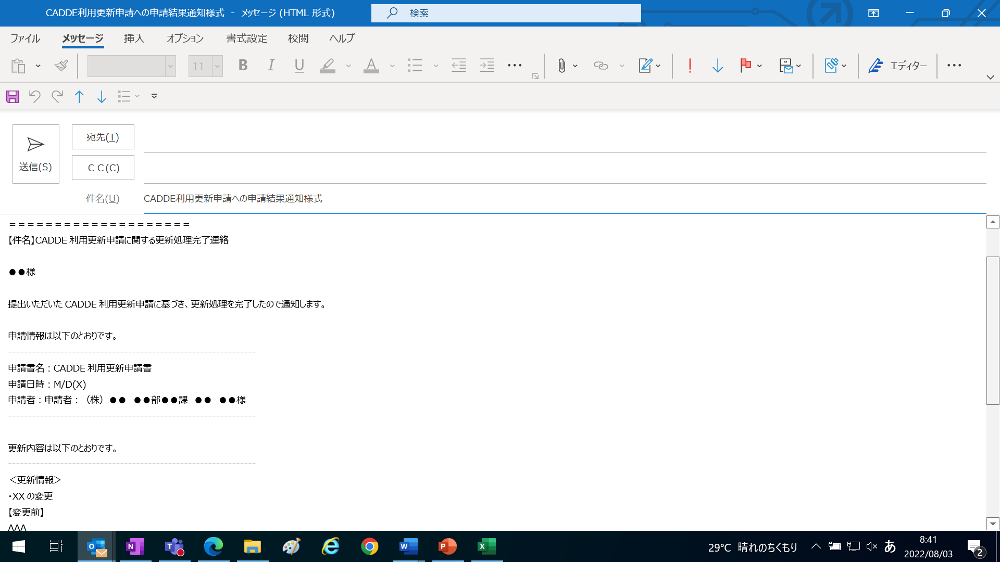 CADDE利用更新申請への申請結果通知様式 - メッセージ (HTML 形式)
検索
ファイル メッセージ 挿入 オプション 書式設定 校閲 ヘルプ
11 B I U A エディター
送信(S)
宛先(T)
ＣＣ(C)
件名(U) CADDE利用更新申請への申請結果通知様式
＝＝＝＝＝＝＝＝＝＝＝＝＝＝＝＝＝＝＝＝
【件名】CADDE 利用更新申請に関する更新処理完了連絡
●●様
提出いただいた CADDE 利用更新申請に基づき、更新処理を完了したので通知します。
申請情報は以下のとおりです。
--------------------------------------------------------------
申請書名：CADDE 利用更新申請書
申請日時：M/D(X)
申請者：申請者：（株）●●　●●部●●課　●●　●●様
--------------------------------------------------------------
更新内容は以下のとおりです。
--------------------------------------------------------------
＜更新情報＞
・XX の変更
【変更前】
AAA
29°C 晴れのちくもり
あ
8:41
2022/08/03
2